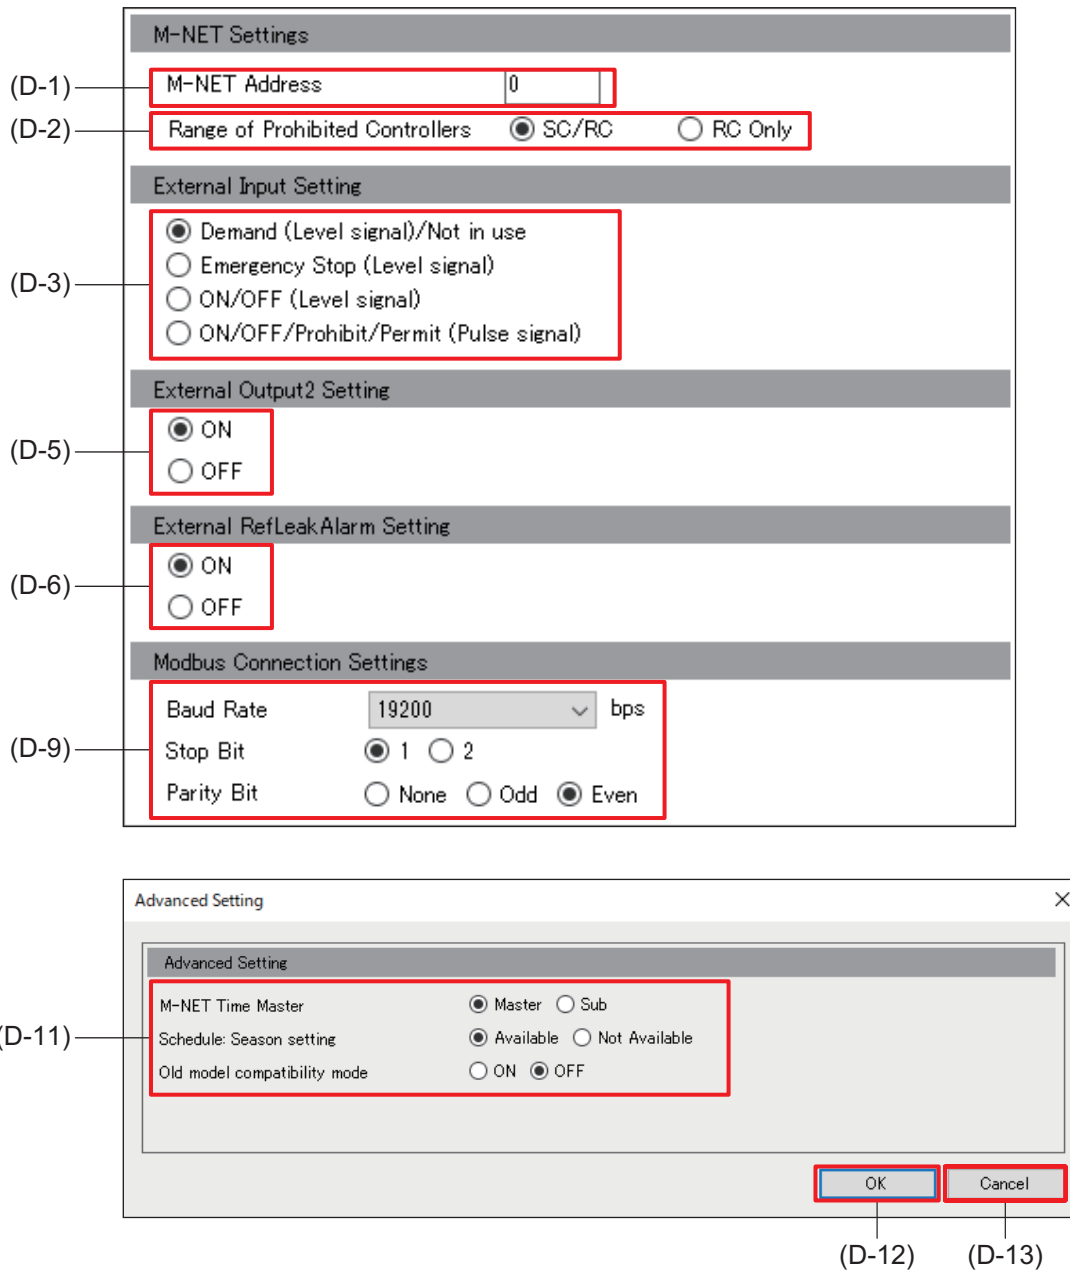 M-NET Settings
(D-1) M-NET Address 0
(D-2) Range of Prohibited Controllers SC/RC RC Only
External Input Setting
Demand (Level signal)/Not in use
Emergency Stop (Level signal)
(D-3)
ON/OFF (Level signal)
ON/OFF/Prohibit/Permit (Pulse signal)
External Output2 Setting
ON
(D-5)
OFF
External RefLeakAlarm Setting
ON
(D-6)
OFF
Modbus Connection Settings
Baud Rate 19200 bps
(D-9) Stop Bit 1 2
Parity Bit None Odd Even
Advanced Setting
Advanced Setting
M-NET Time Master Master Sub
D-11) Schedule: Season setting Available Not Available
Old model compatibility mode ON OFF
OK Cancel
(D-12) (D-13)